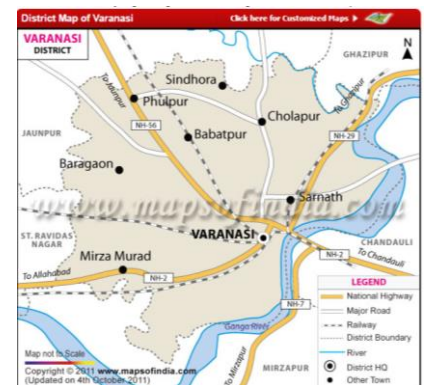 District Map of Varanasi
Click here for Customized Maps
VARANASI
DISTRICT
N
GHAZIPUR
To Jaunpur
Sindhora
To Ghazipur
Phulpur
Cholapur
NH-56
NH-29
JAUNPUR
Babatpur
Baragaon
www.mapsofindia.com
Sarnath
ST. RAVIDAS
NAGAR
VARANASI
CHANDAULI
NH-2
To Chandauli
Mirza Murad
To Allahabad
NH-2
LEGEND
National Highway
Major Road
Railway
District Boundary
River
District HQ
Other Town
NH-7
Ganga River
To Mirzapur
MIRZAPUR
Map not to Scale
Copyright © 2011 www.mapsofindia.com
(Updated on 4th October 2011)